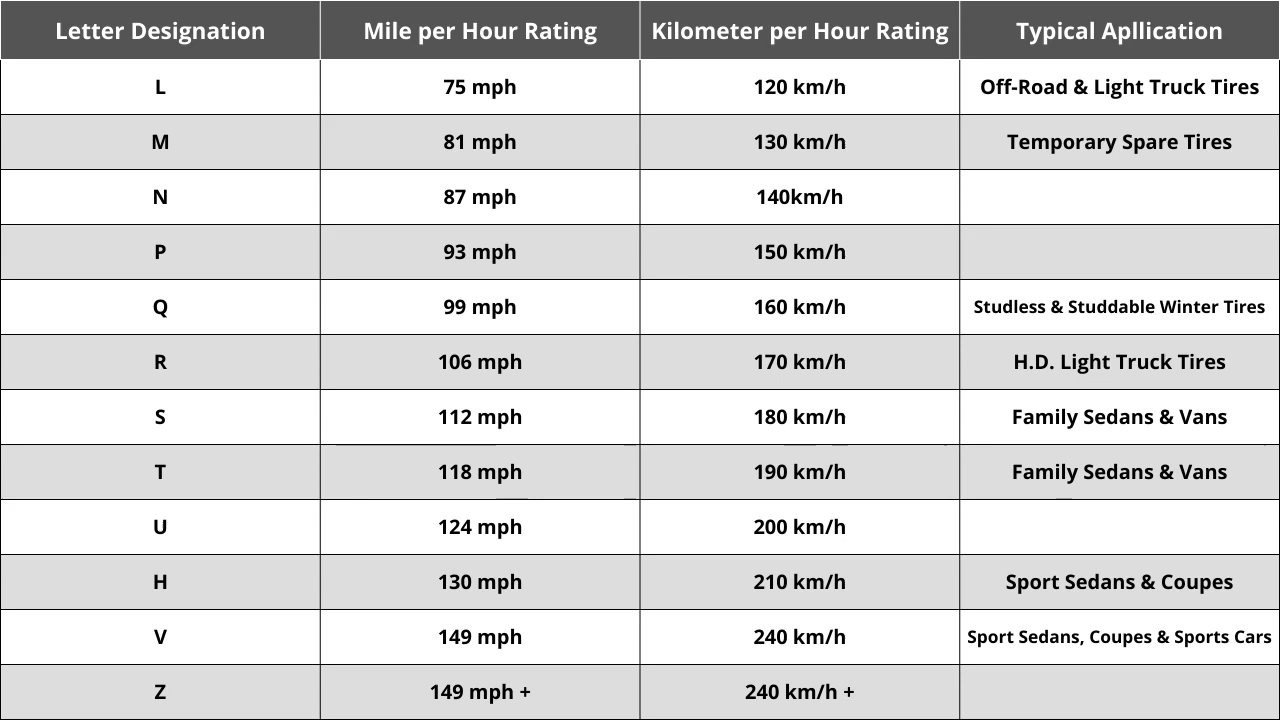 Letter Designation Mile per Hour Rating Kilometer per Hour Rating Typical Apllication
L 75 mph 120 km/h Off-Road & Light Truck Tires
M 81 mph 130 km/h Temporary Spare Tires
N 87 mph 140km/h
P 93 mph 150 km/h
Q 99 mph 160 km/h Studless & Studdable Winter Tires
R 106 mph 170 km/h H.D. Light Truck Tires
S 112 mph 180 km/h Family Sedans & Vans
T 118 mph 190 km/h Family Sedans & Vans
U 124 mph 200 km/h
H 130 mph 210 km/h Sport Sedans & Coupes
V 149 mph 240 km/h Sport Sedans, Coupes & Sports Cars
Z 149 mph + 240 km/h +